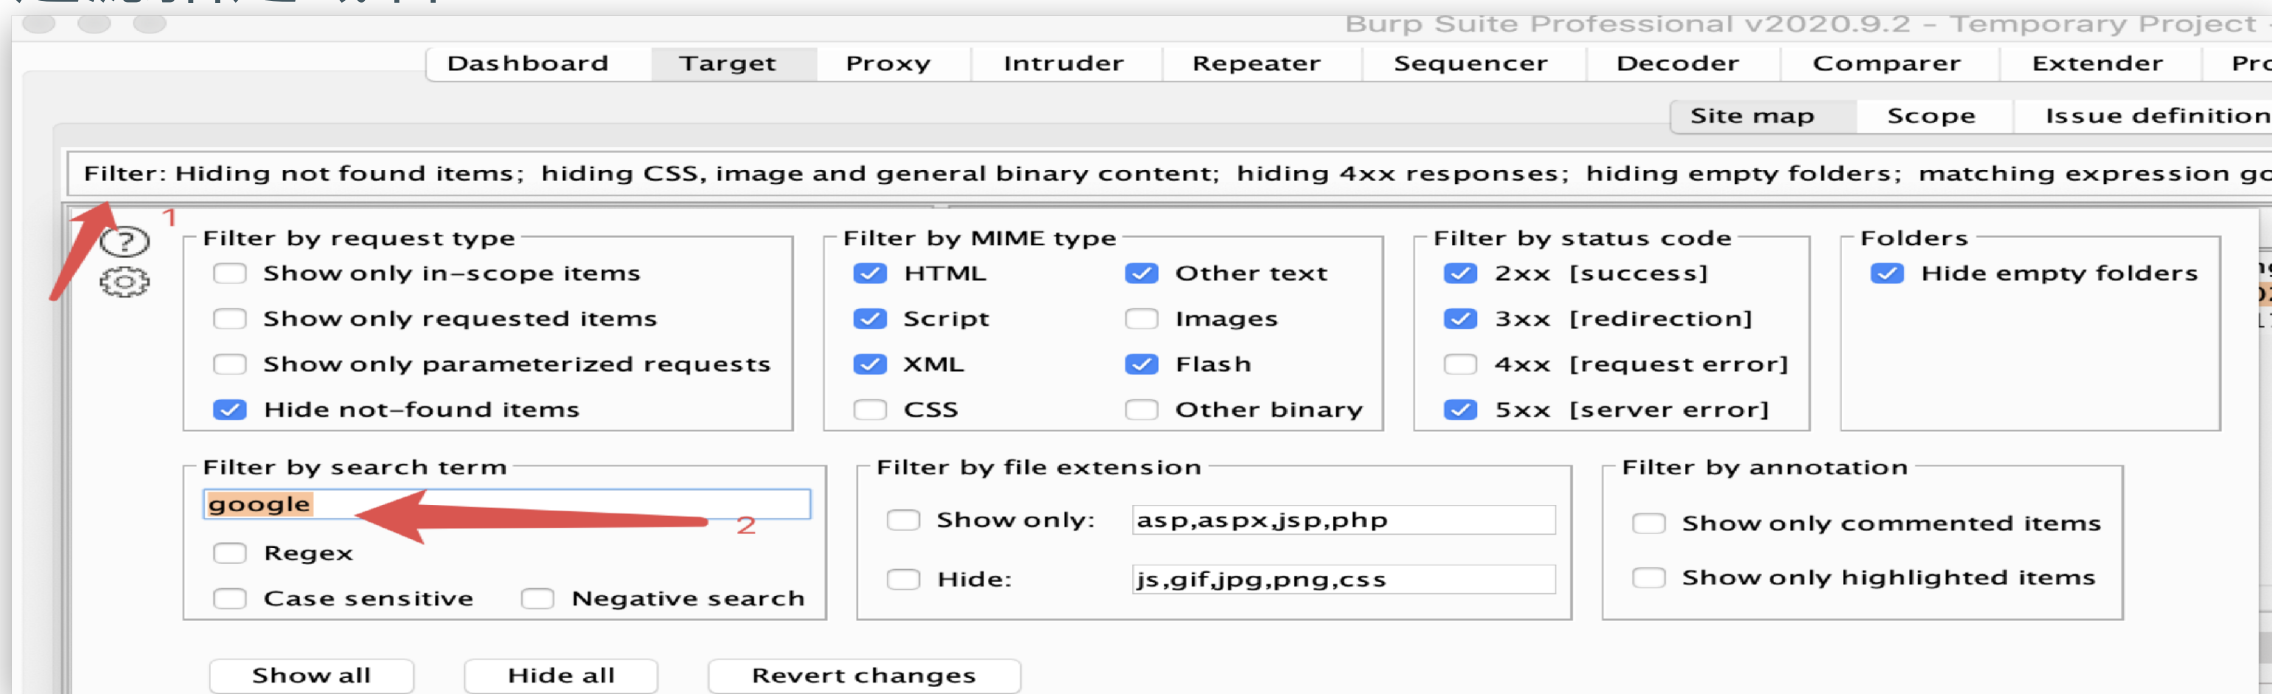 Burp Suite Professional v2020.9.2 - Temporary Project
Dashboard Target Proxy Intruder Repeater Sequencer Decoder Comparer Extender
Site map Scope Issue definition
Filter: Hiding not found items; hiding CSS, image and general binary content; hiding 4xx responses; hiding empty folders; matching expression
1
Filter by request type Filter by MIME type Filter by status code Folders
Show only in-scope items HTML Other text 2xx [success] Hide empty folders
Show only requested items Script Images 3xx [redirection]
Show only parameterized requests XML Flash 4xx [request error]
Hide not-found items CSS Other binary 5xx [server error]
Filter by search term Filter by file extension Filter by annotation
google 2 Show only: asp,aspx,jsp,php Show only commented items
Regex
Hide: js,gif,jpg,png,css Show only highlighted items
Case sensitive Negative search
Show all Hide all Revert changes